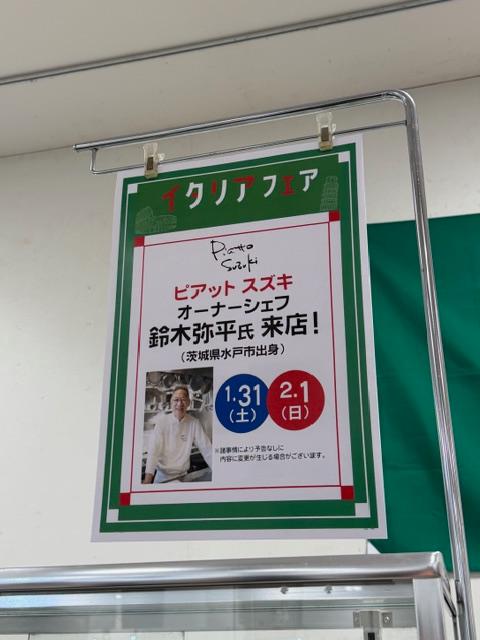 イタリアフェア
Piatto
Suzuki
ピアット スズキ
オーナーシェフ
鈴木弥平氏 来店！
（茨城県水戸市出身）
1.31
（土）
2.1
（日）
※諸事情により予告なしに
内容に変更が生じる場合がございます。